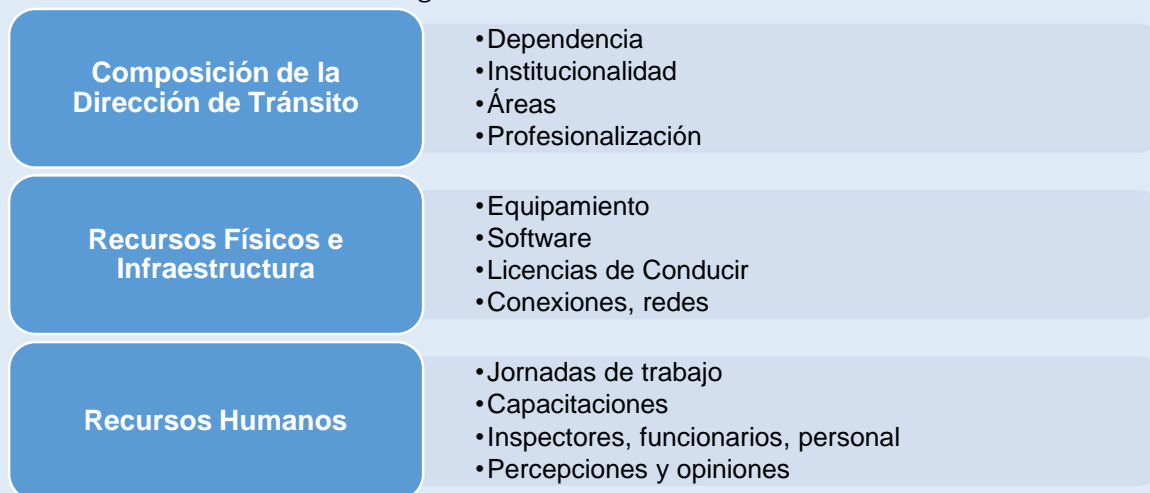 Composición de la
Dirección de Tránsito
•Dependencia
•Institucionalidad
•Áreas
•Profesionalización
Recursos Físicos e
Infraestructura
•Equipamiento
•Software
•Licencias de Conducir
•Conexiones, redes
Recursos Humanos
•Jornadas de trabajo
•Capacitaciones
•Inspectores, funcionarios, personal
•Percepciones y opiniones